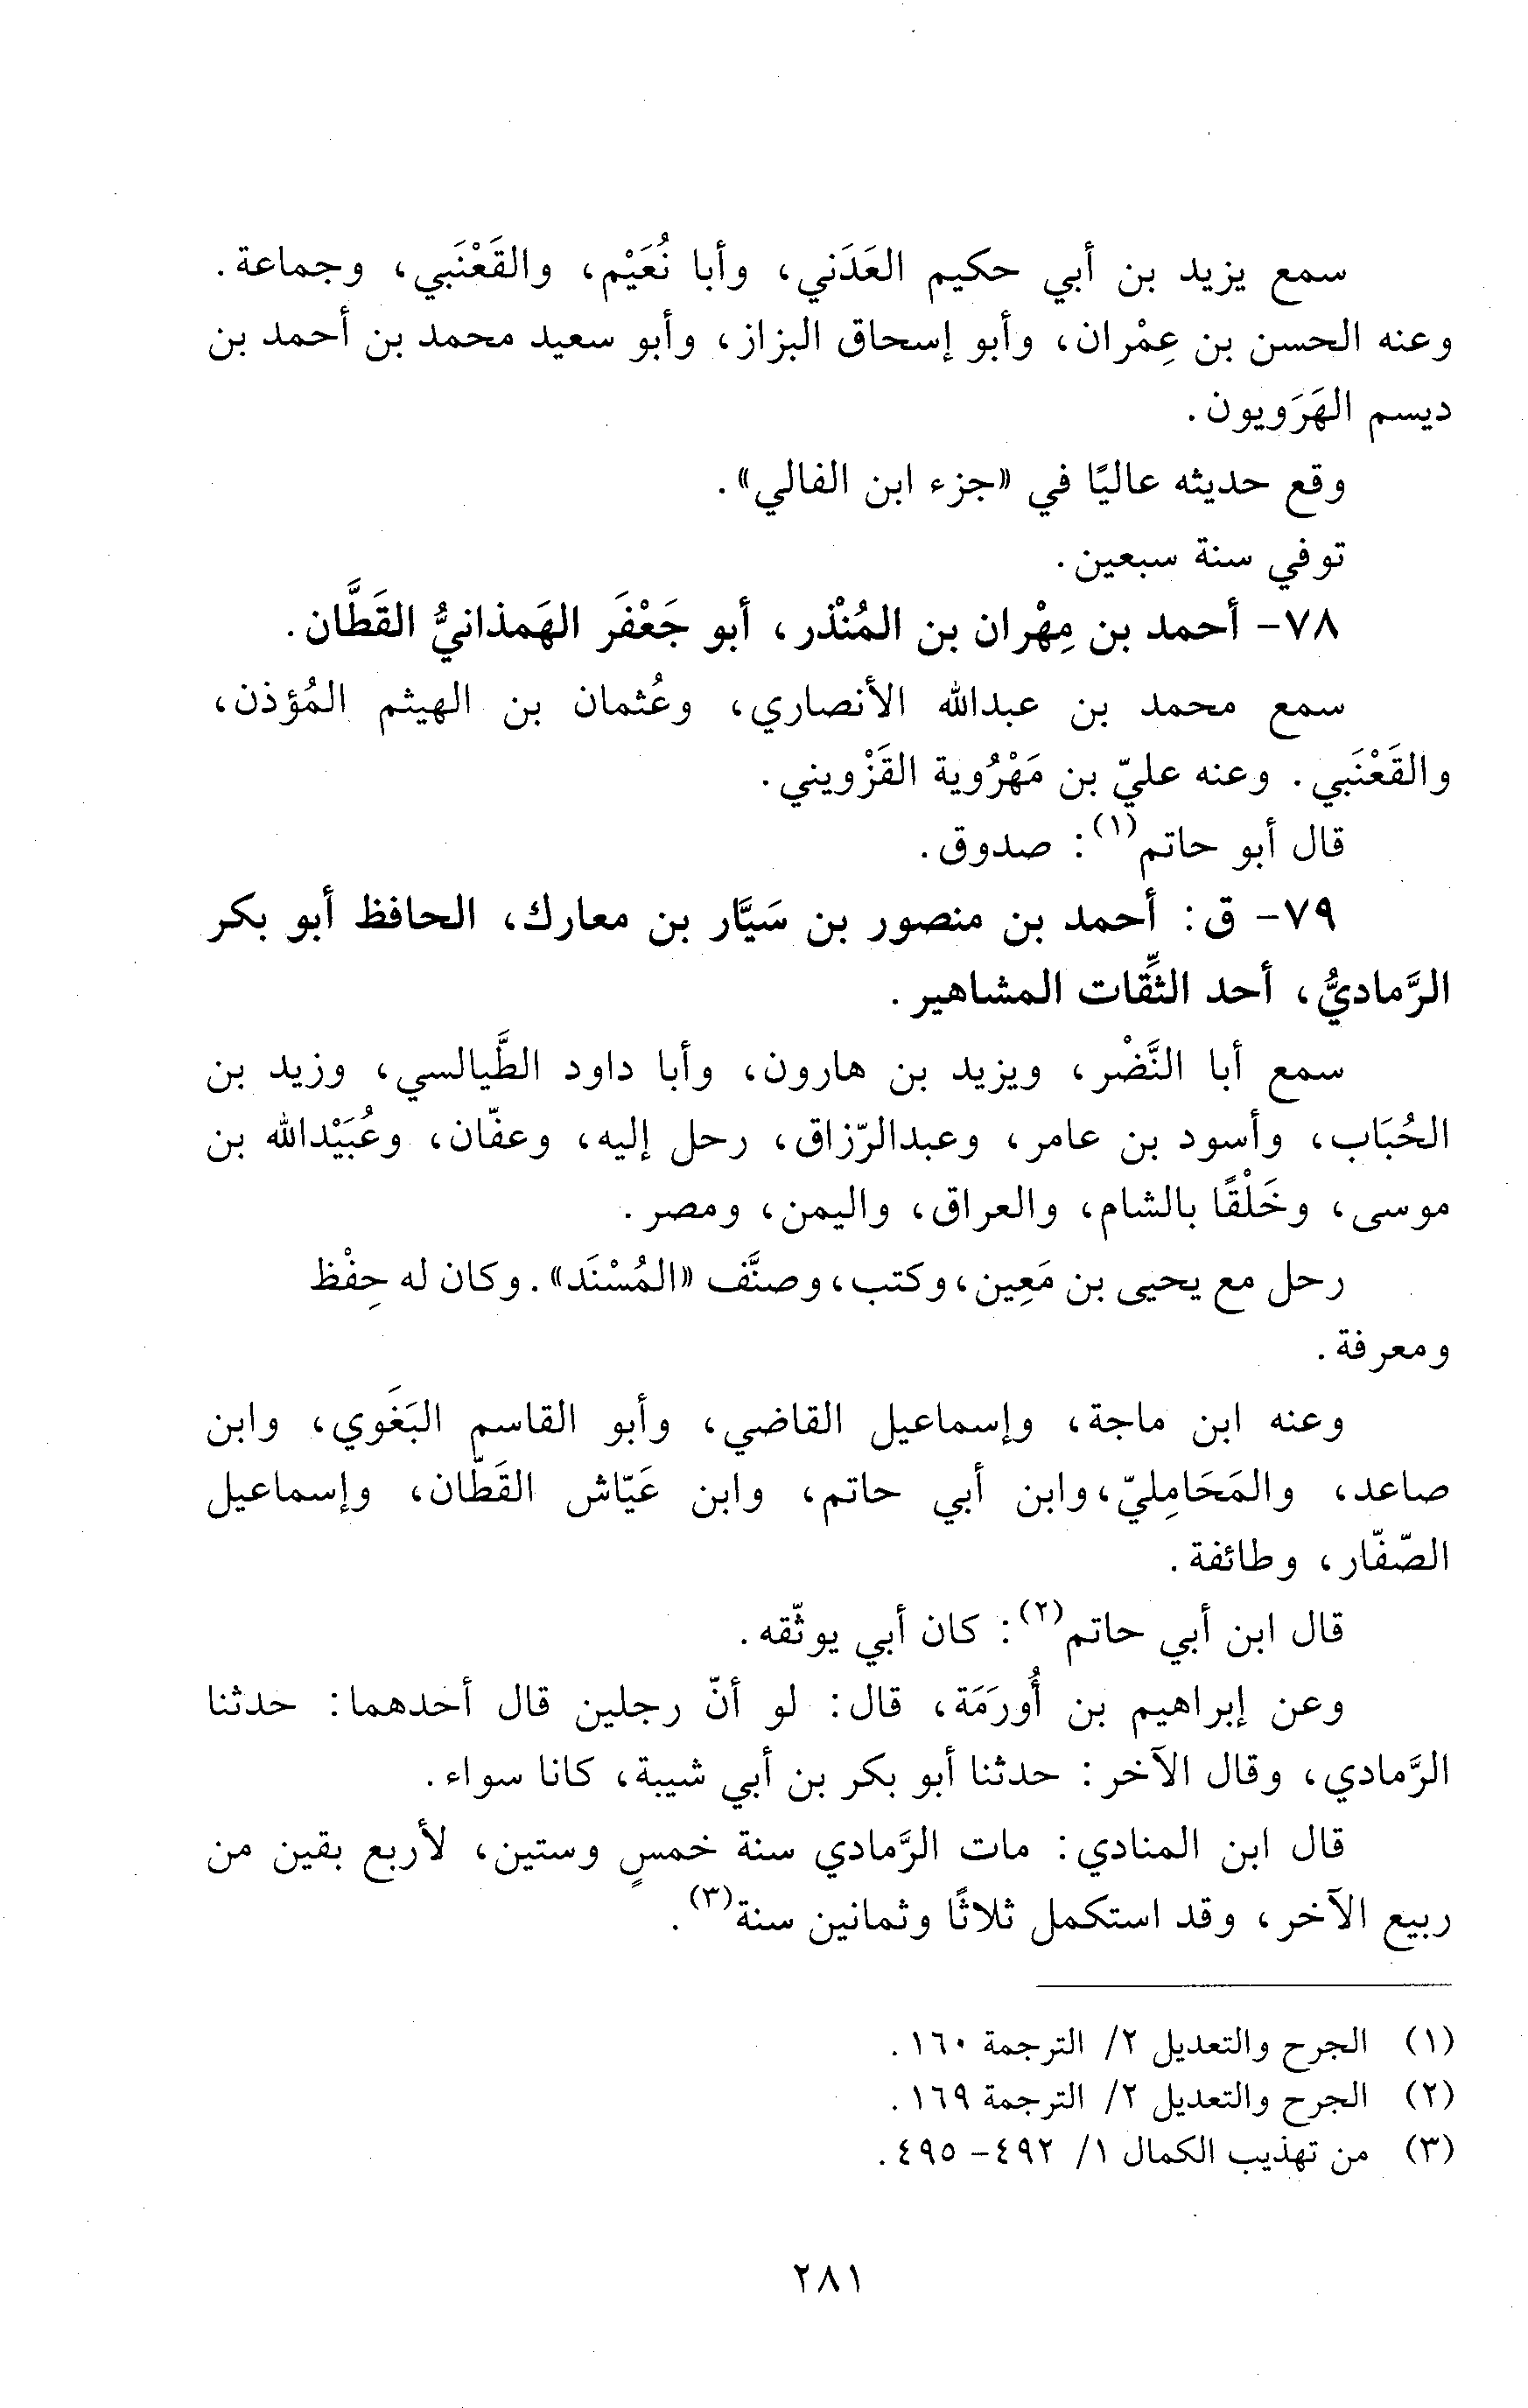 سمع يزيد بن أبي حكيم العَدَني، وأبا نُعَيْم، والقَعْنَبي، وجماعة.
وعنه الحسن بن عِمْران، وأبو إسحاق البزاز، وأبو سعيد محمد بن أحمد بن
ديسم الهَرَويون.
وقع حديثه عاليًا في «جزء ابن الفالي».
توفي سنة سبعين.
٧٨- أحمد بن مِهْران بن المُنْذر، أبو جَعْفَر الهَمذانيُّ القَطَّان.
سمع محمد بن عبدالله الأنصاري، وعُثمان بن الهيثم المُؤذن،
والقَعْنَبي. وعنه عليّ بن مَهْرُوية القَزْويني.
قال أبو حاتم(١): صدوق.
٧٩- ق: أحمد بن منصور بن سَيَّار بن معارك، الحافظ أبو بكر
الرَّماديُّ، أحد الثِّقات المشاهير.
سمع أبا النَّضْر، ويزيد بن هارون، وأبا داود الطَّيالسي، وزيد بن
الحُبَاب، وأسود بن عامر، وعبدالرّزاق، رحل إليه، وعفّان، وعُبَيْدالله بن
موسى، وخَلْقًا بالشام، والعراق، واليمن، ومصر.
رحل مع يحيى بن مَعِين، وكتب، وصنَّف «المُسْنَد». وكان له حِفْظ
ومعرفة.
وعنه ابن ماجة، وإسماعيل القاضي، وأبو القاسم البَغَوي، وابن
صاعد، والمَحَامِليّ، وابن أبي حاتم، وابن عَيّاش القَطّان، وإسماعيل
الصّفّار، وطائفة.
قال ابن أبي حاتم(٢): كان أبي يوثّقه.
وعن إبراهيم بن أُورَمَة، قال: لو أنّ رجلين قال أحدهما: حدثنا
الرَّمادي، وقال الآخر: حدثنا أبو بكر بن أبي شيبة، كانا سواء.
قال ابن المنادي: مات الرَّمادي سنة خمسٍ وستين، لأربع بقين من
ربيع الآخر، وقد استكمل ثلاثًا وثمانين سنة(٣).
(١) الجرح والتعديل ٢/ الترجمة ١٦٠.
(٢) الجرح والتعديل ٢/ الترجمة ١٦٩.
(٣) من تهذيب الكمال ١/ ٤٩٢- ٤٩٥.
٢٨١